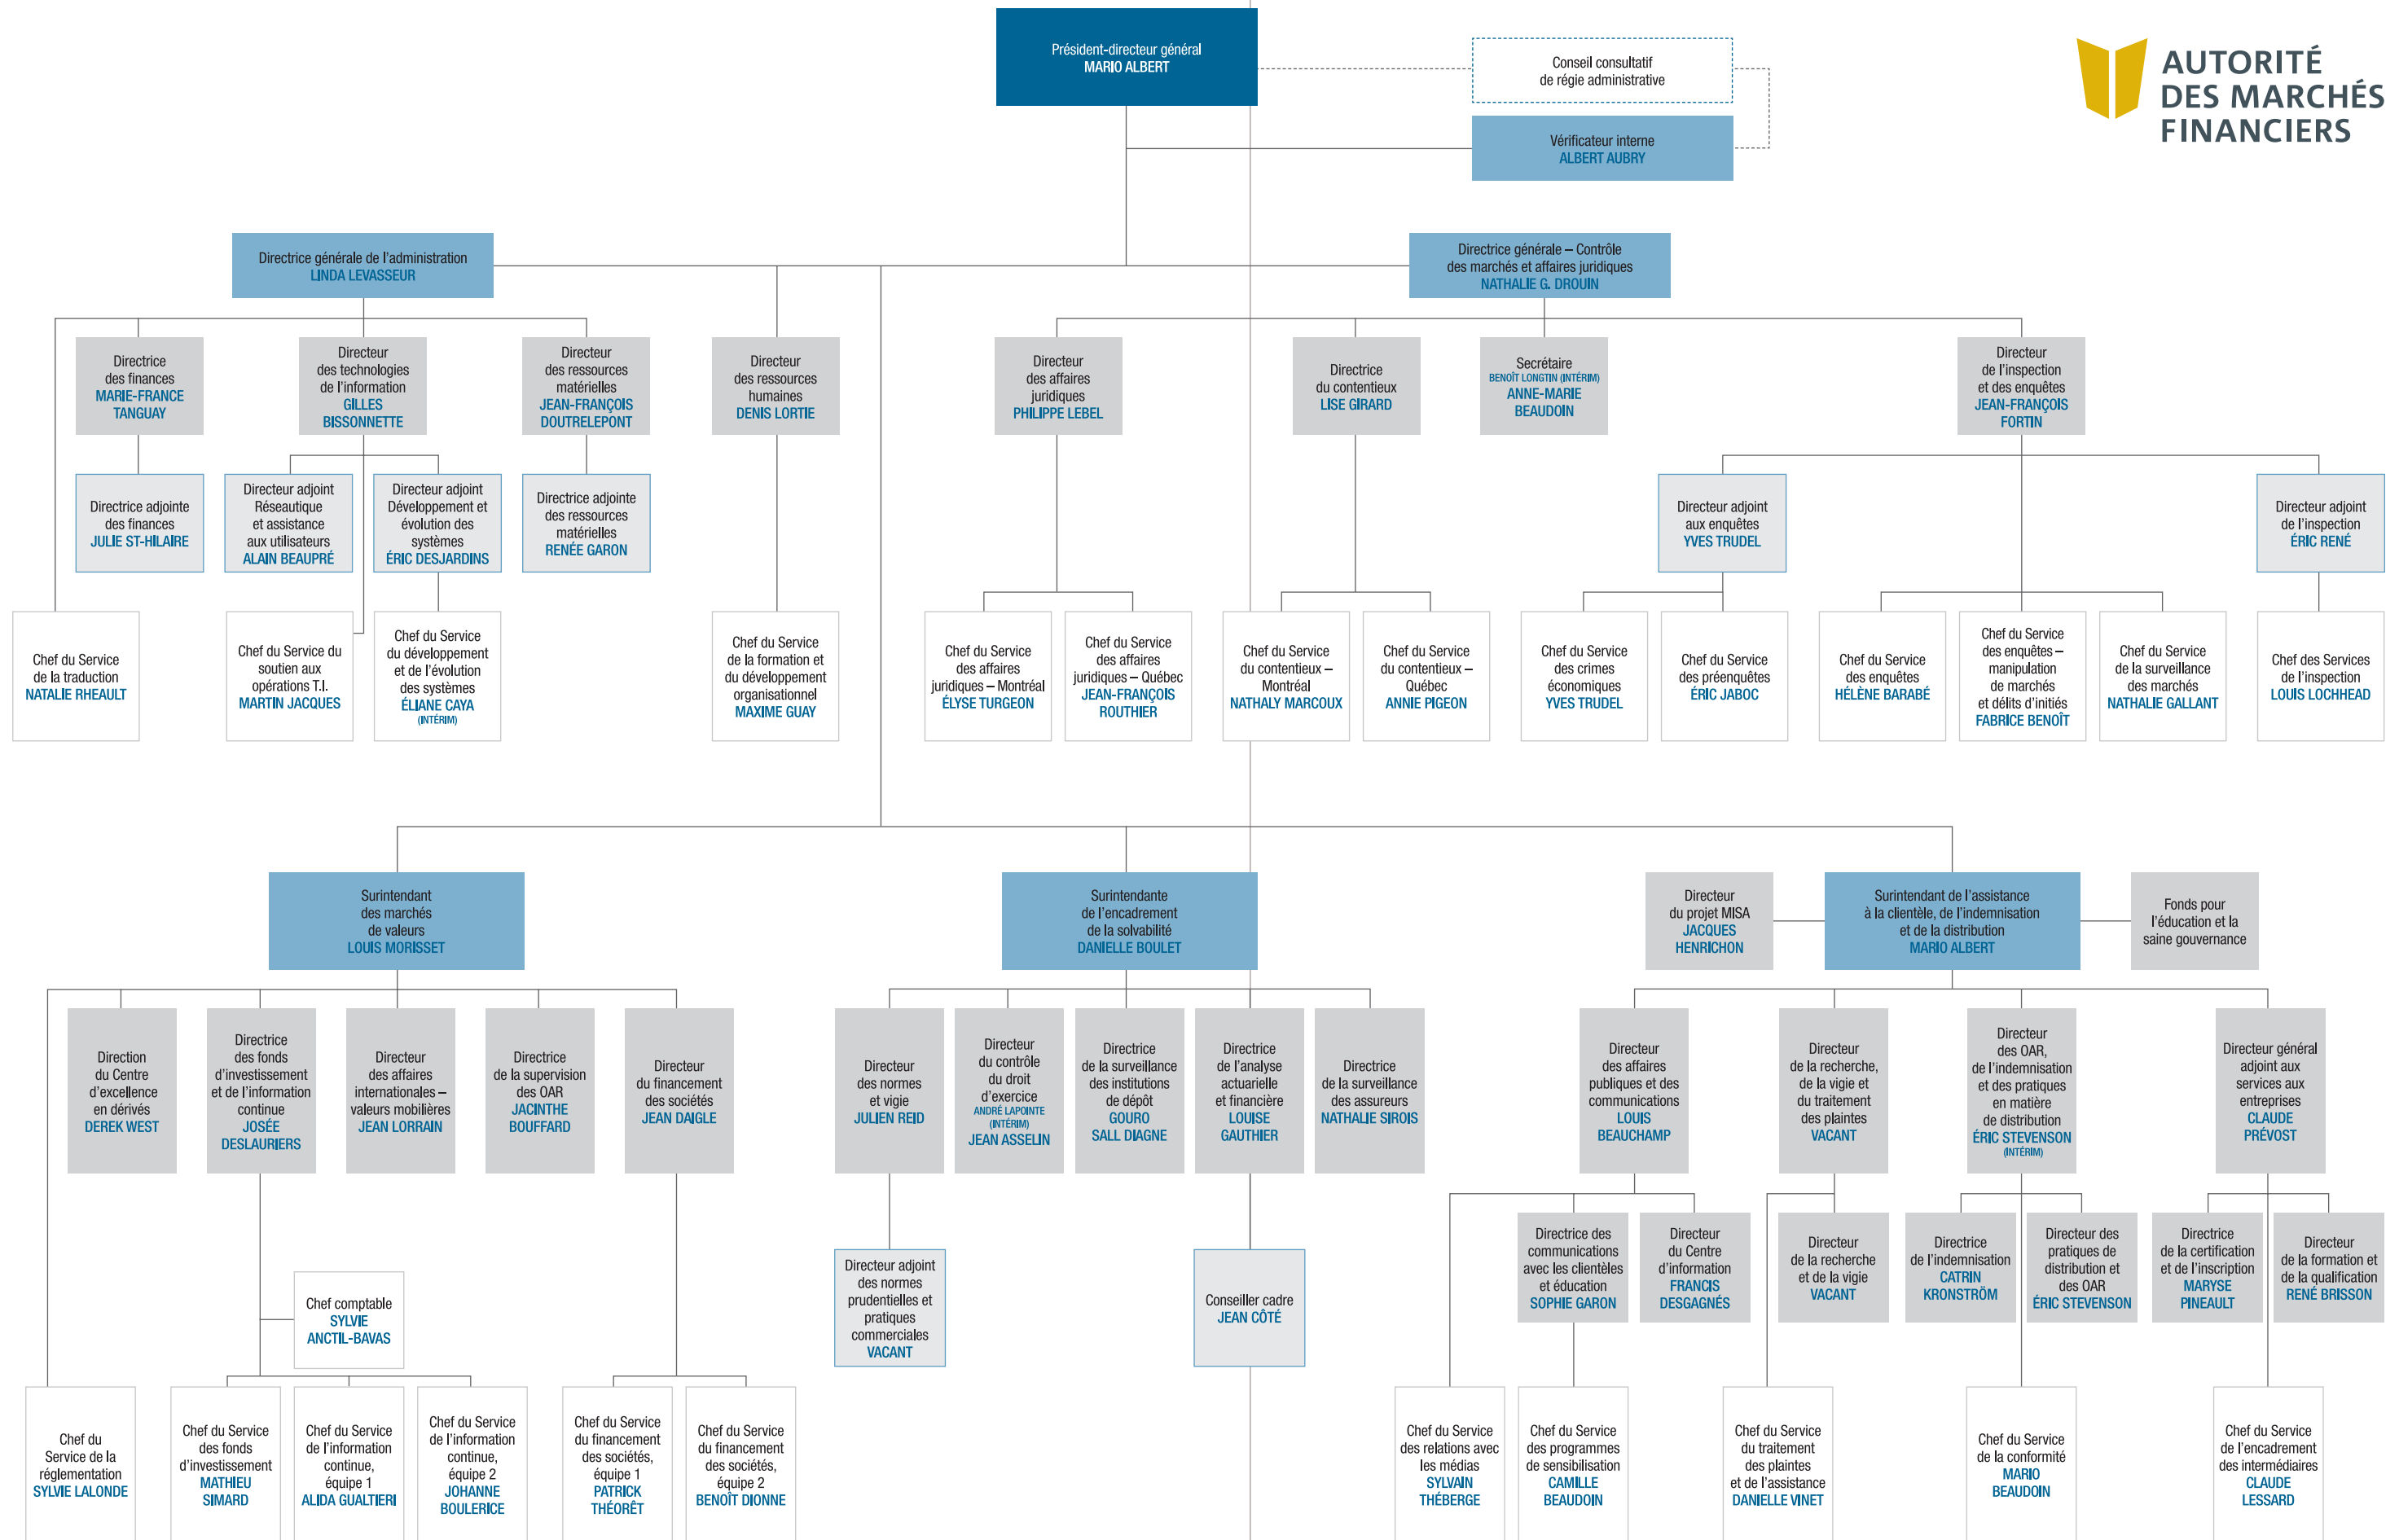 Président-directeur général
MARIO ALBERT
Conseil consultatif
de régie administrative
AUTORITÉ
DES MARCHÉS
FINANCIERS
Vérificateur interne
ALBERT AUBRY
Directrice générale de l'administration
LINDA LEVASSEUR
Directrice générale – Contrôle
des marchés et affaires juridiques
NATHALIE G. DROUIN
Directrice
des finances
MARIE-FRANCE
TANGUAY
Directeur
des technologies
de l'information
GILLES
BISSONNETTE
Directeur
des ressources
matérielles
JEAN-FRANÇOIS
DOUTRELEPONT
Directeur
des ressources
humaines
DENIS LORTIE
Directeur
des affaires
juridiques
PHILIPPE LEBEL
Directrice
du contentieux
LISE GIRARD
Secrétaire
BENOÎT LONGTIN (INTÉRIM)
ANNE-MARIE
BEAUDOIN
Directeur
de l'inspection
et des enquêtes
JEAN-FRANÇOIS
FORTIN
Directrice adjointe
des finances
JULIE ST-HILAIRE
Directeur adjoint
Réseautique
et assistance
aux utilisateurs
ALAIN BEAUPRÉ
Directeur adjoint
Développement et
évolution des
systèmes
ÉRIC DESJARDINS
Directrice adjointe
des ressources
matérielles
RENÉE GARON
Directeur adjoint
aux enquêtes
YVES TRUDEL
Directeur adjoint
de l'inspection
ÉRIC RENÉ
Chef du Service
de la traduction
NATALIE RHEAULT
Chef du Service du
soutien aux
opérations T.I.
MARTIN JACQUES
Chef du Service
du développement
et de l'évolution
des systèmes
ÉLIANE CAYA
(INTÉRIM)
Chef du Service
de la formation et
du développement
organisationnel
MAXIME GUAY
Chef du Service
des affaires
juridiques – Montréal
ÉLYSE TURGEON
Chef du Service
des affaires
juridiques – Québec
JEAN-FRANÇOIS
ROUTHIER
Chef du Service
du contentieux –
Montréal
NATHALY MARCOUX
Chef du Service
du contentieux –
Québec
ANNIE PIGEON
Chef du Service
des crimes
économiques
YVES TRUDEL
Chef du Service
des préenquêtes
ÉRIC JABOC
Chef du Service
des enquêtes
HÉLÈNE BARABÉ
Chef du Service
des enquêtes –
manipulation
de marchés
et délits d'initiés
FABRICE BENOÎT
Chef du Service
de la surveillance
des marchés
NATHALIE GALLANT
Chef des Services
de l'inspection
LOUIS LOCHHEAD
Surintendant
des marchés
de valeurs
LOUIS MORISSET
Surintendante
de l'encadrement
de la solvabilité
DANIELLE BOULET
Directeur
du projet MISA
JACQUES
HENRICHON
Surintendant de l'assistance
à la clientèle, de l'indemnisation
et de la distribution
MARIO ALBERT
Fonds pour
l'éducation et la
saine gouvernance
Direction
du Centre
d'excellence
en dérivés
DEREK WEST
Directrice
des fonds
d'investissement
et de l'information
continue
JOSÉE
DESLAURIERS
Directeur
des affaires
internationales –
valeurs mobilières
JEAN LORRAIN
Directrice
de la supervision
des OAR
JACINTHE
BOUFFARD
Directeur
du financement
des sociétés
JEAN DAIGLE
Directeur
des normes
et vigie
JULIEN REID
Directeur
du contrôle
du droit
d'exercice
ANDRÉ LAPOINTE
(INTÉRIM)
JEAN ASSELIN
Directrice
de la surveillance
des institutions
de dépôt
GOURO
SALL DIAGNE
Directrice
de l'analyse
actuarielle
et financière
LOUISE
GAUTHIER
Directrice
de la surveillance
des assureurs
NATHALIE SIROIS
Directeur
des affaires
publiques et des
communications
LOUIS
BEAUCHAMP
Directeur
de la recherche,
de la vigie et
du traitement
des plaintes
VACANT
Directeur
des OAR,
de l'indemnisation
et des pratiques
en matière
de distribution
ÉRIC STEVENSON
(INTÉRIM)
Directeur général
adjoint aux
services aux
entreprises
CLAUDE
PRÉVOST
Directeur adjoint
des normes
prudentielles et
pratiques
commerciales
VACANT
Conseiller cadre
JEAN CÔTÉ
Directrice des
communications
avec les clientèles
et éducation
SOPHIE GARON
Directeur
du Centre
d'information
FRANCIS
DESGAGNÉS
Directeur
de la recherche
et de la vigie
VACANT
Directrice
de l'indemnisation
CATRIN
KRONSTRÖM
Directeur des
pratiques de
distribution et
des OAR
ÉRIC STEVENSON
Directrice
de la certification
et de l'inscription
MARYSE
PINEAULT
Directeur
de la formation et
de la qualification
RENÉ BRISSON
Chef comptable
SYLVIE
ANCTIL-BAVAS
Chef du
Service de la
réglementation
SYLVIE LALONDE
Chef du Service
des fonds
d'investissement
MATHIEU
SIMARD
Chef du Service
de l'information
continue,
équipe 1
ALIDA GUALTIERI
Chef du Service
de l'information
continue,
équipe 2
JOHANNE
BOULERICE
Chef du Service
du financement
des sociétés,
équipe 1
PATRICK
THÉORÊT
Chef du Service
du financement
des sociétés,
équipe 2
BENOÎT DIONNE
Chef du Service
des relations avec
les médias
SYLVAIN
THÉBERGE
Chef du Service
des programmes
de sensibilisation
CAMILLE
BEAUDOIN
Chef du Service
du traitement
des plaintes
et de l'assistance
DANIELLE VINET
Chef du Service
de la conformité
MARIO
BEAUDOIN
Chef du Service
de l'encadrement
des intermédiaires
CLAUDE
LESSARD